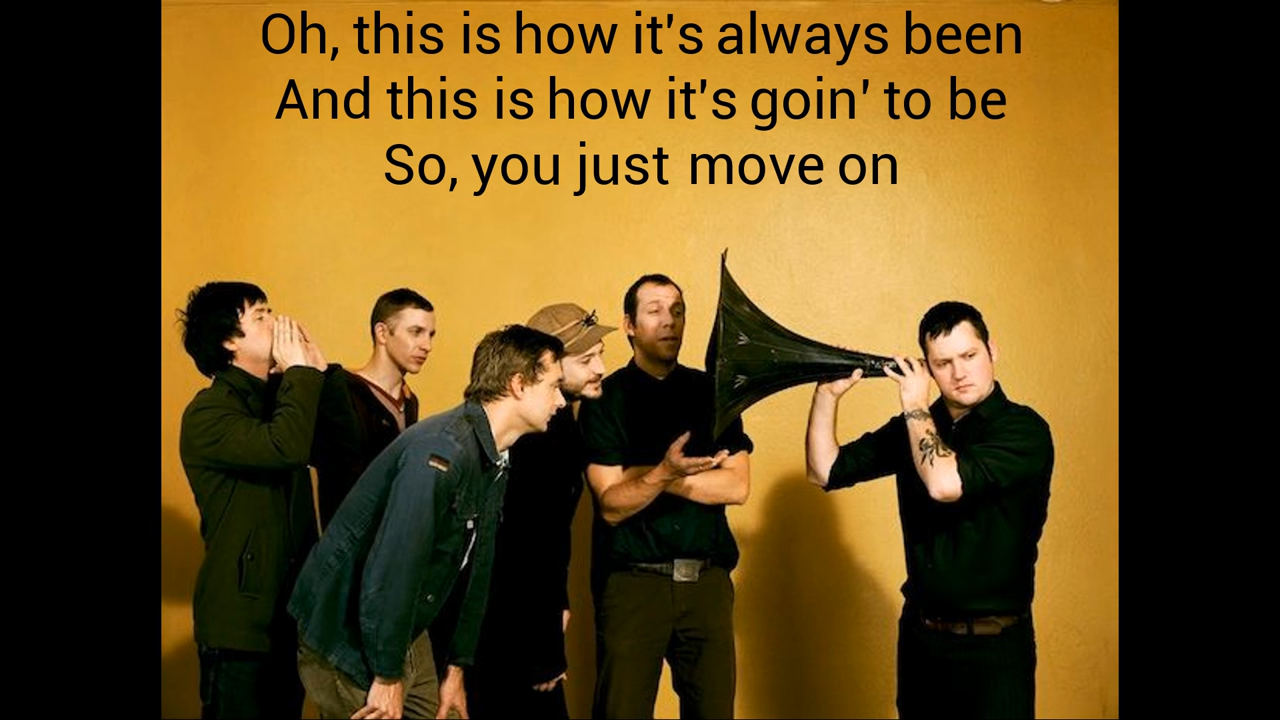 Oh, this is how it's always been
And this is how it's goin' to be
So, you just move on